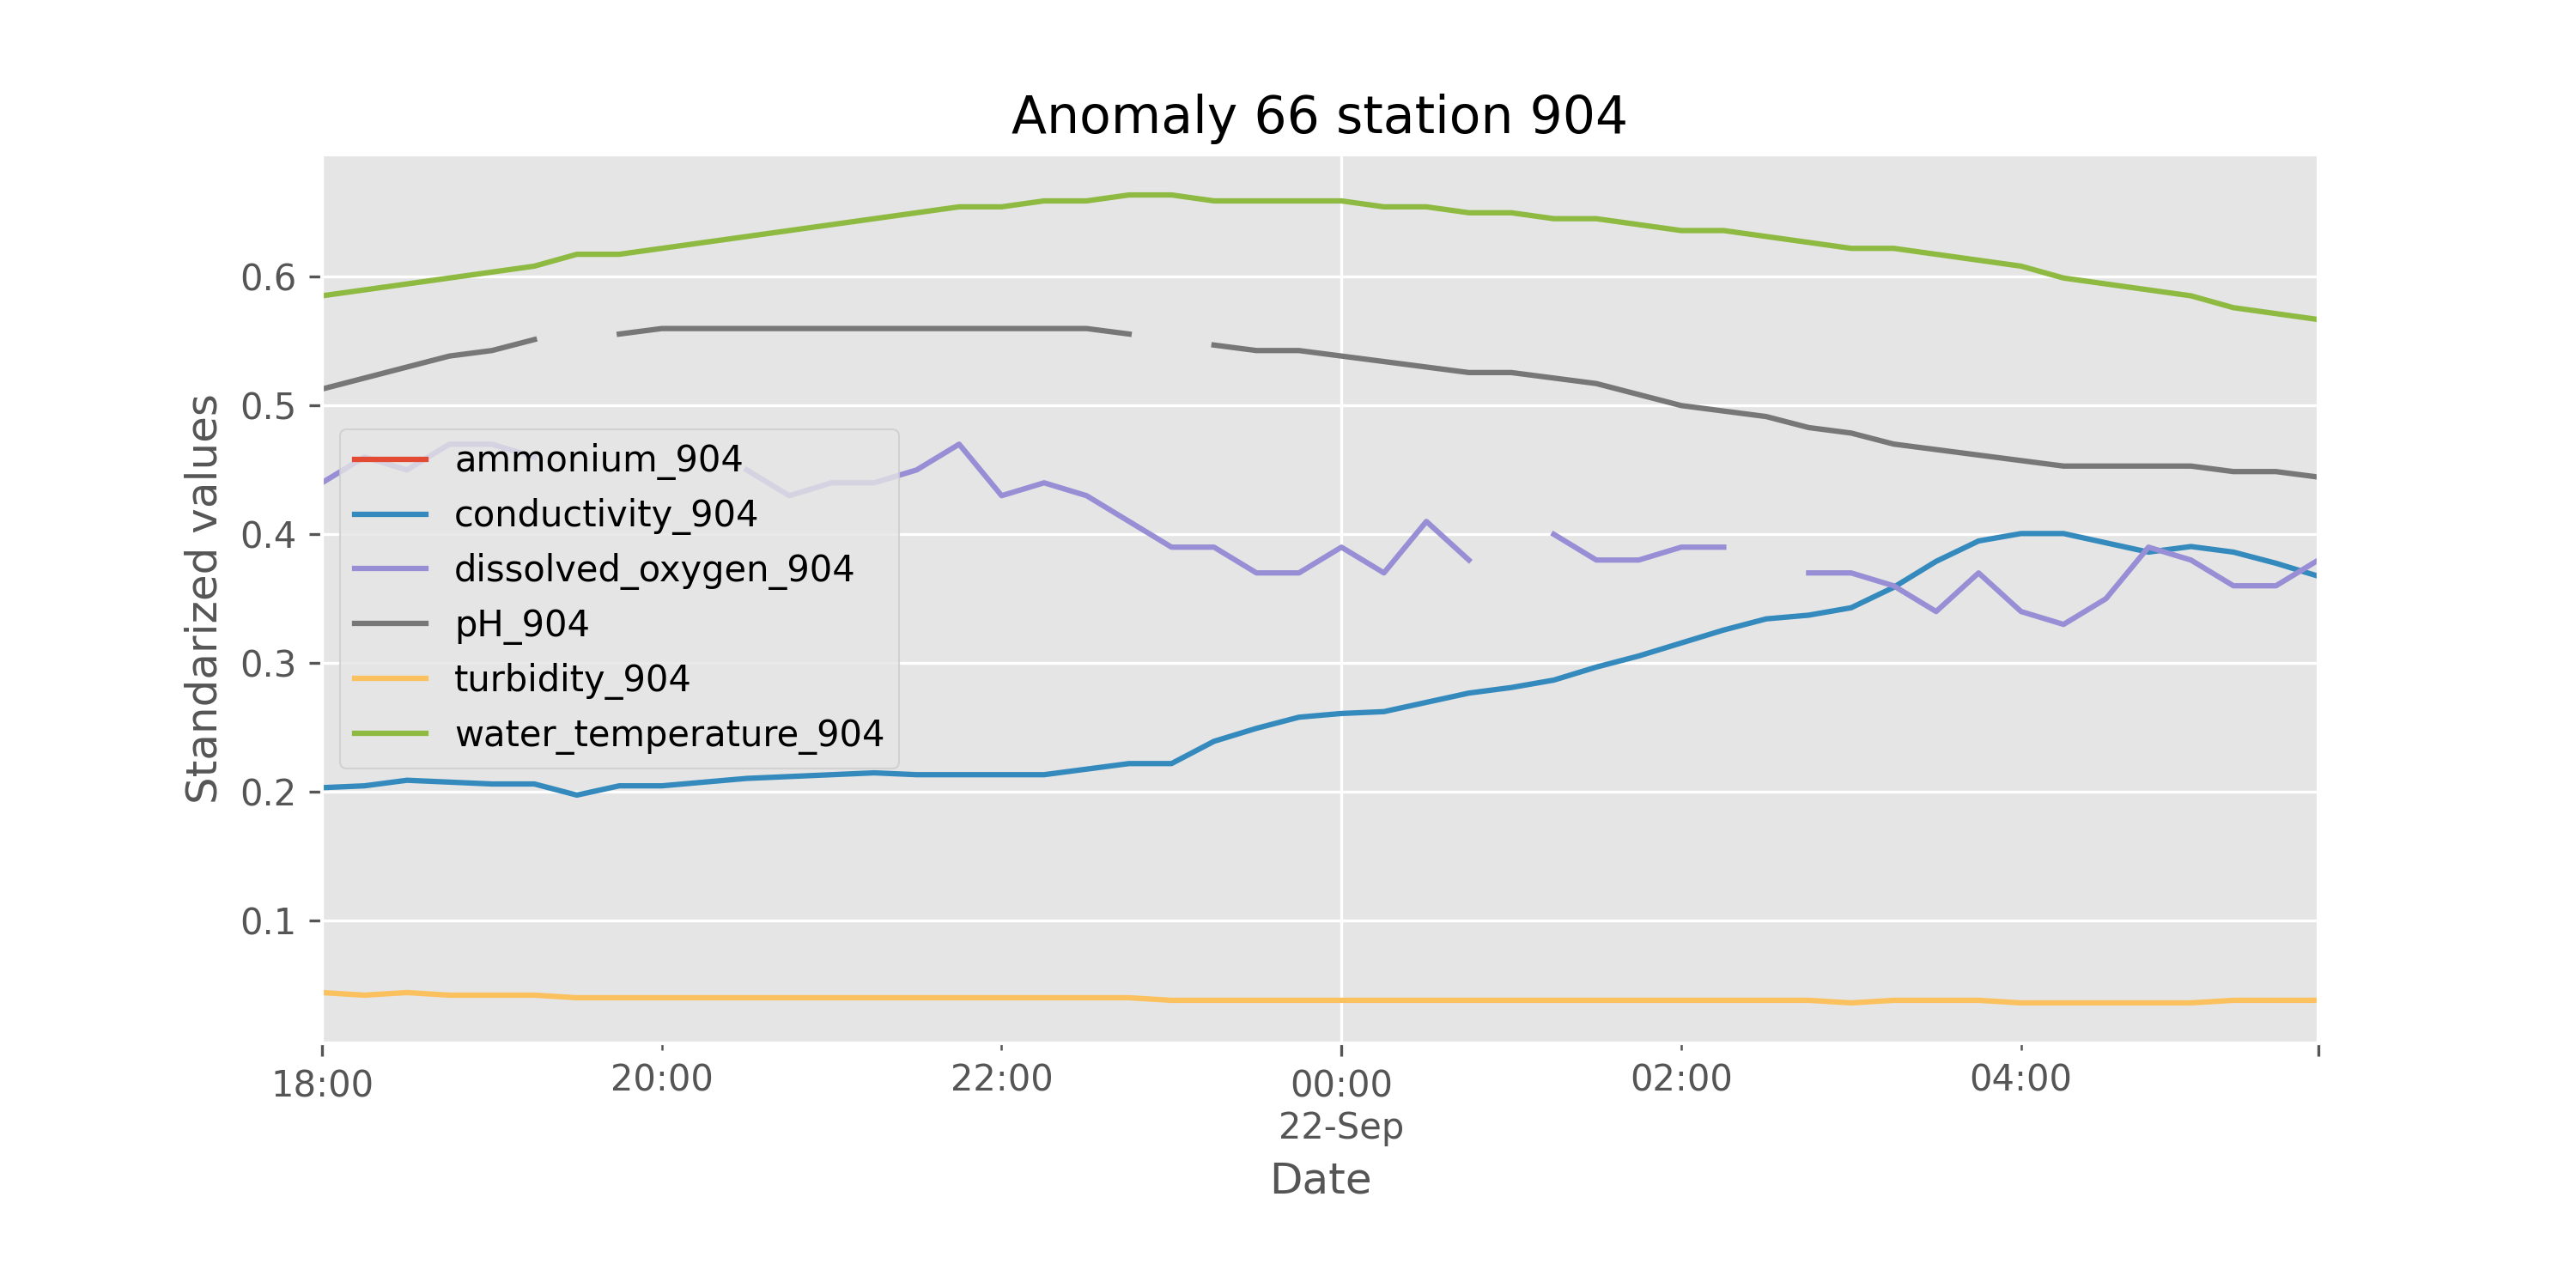 Anomaly 66 station 904
Standarized values
0.6
0.5
0.4
0.3
0.2
0.1
ammonium_904
conductivity_904
dissolved_oxygen_904
pH_904
turbidity_904
water_temperature_904
18:00
20:00
22:00
00:00
02:00
04:00
22-Sep
Date